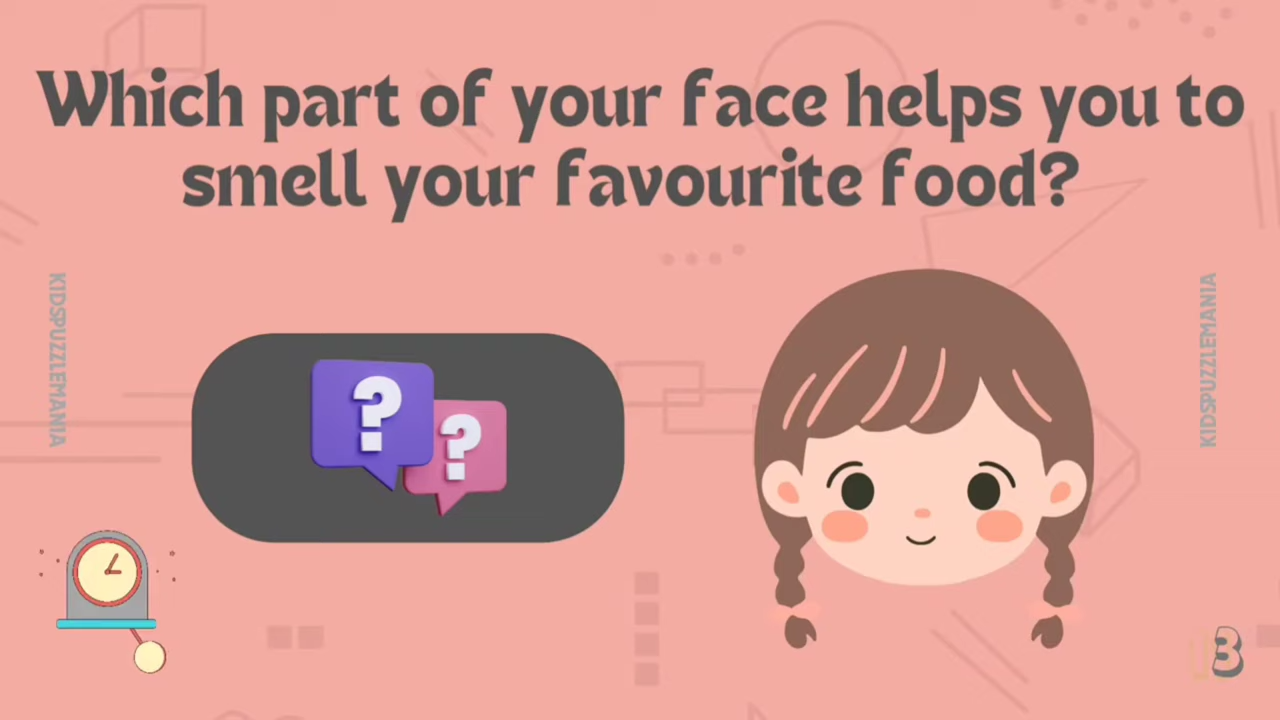 Which part of your face helps you to
smell your favourite food?
KIDSPUZZLEMANIA
? ?
KIDSPUZZLEMANIA
3